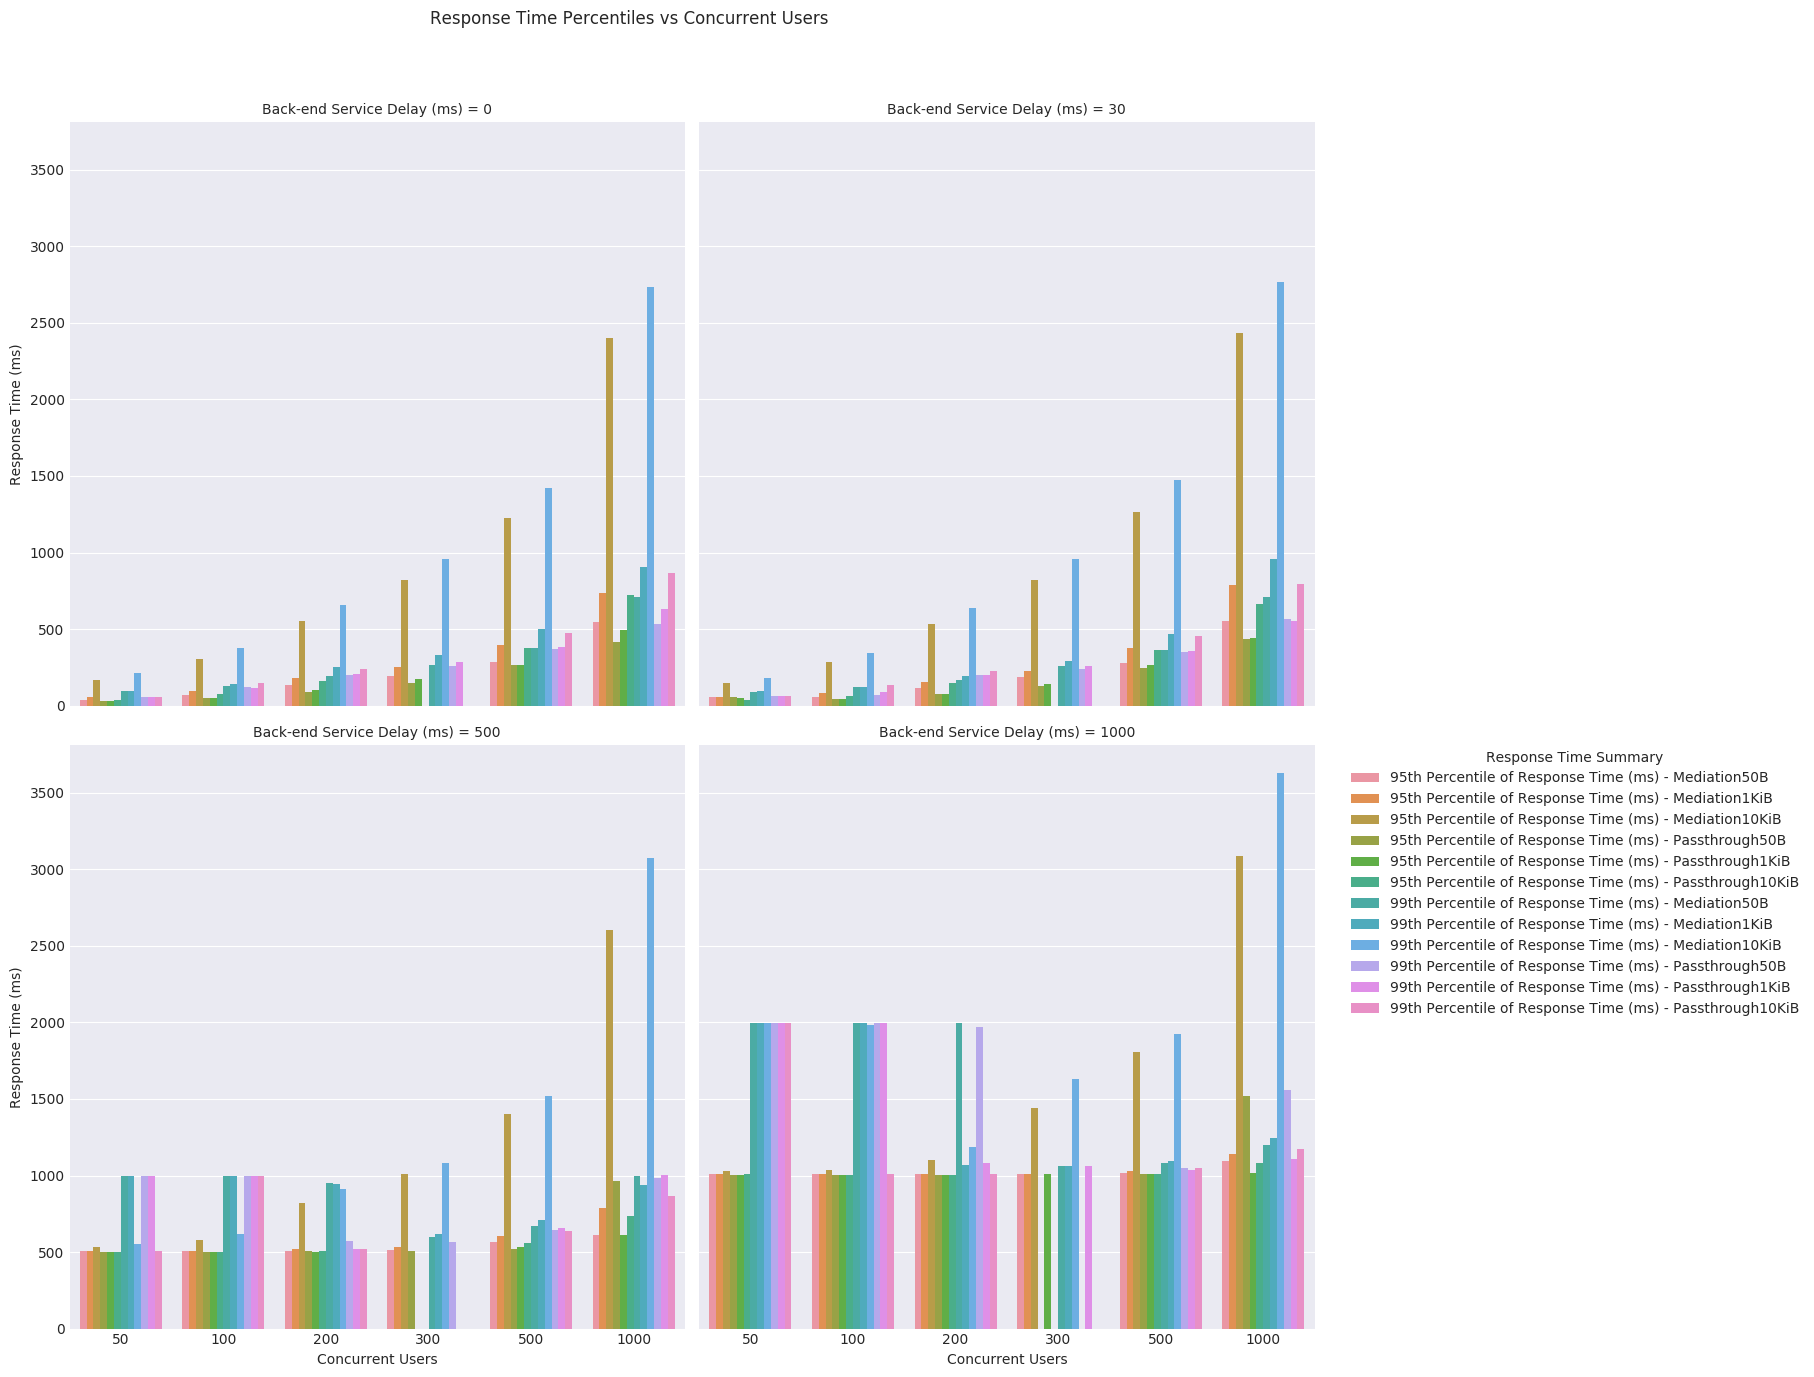 Response Time Percentiles vs Concurrent Users
Back-end Service Delay (ms) = 0
Back-end Service Delay (ms) = 30
3500
3000
2500
2000
1500
1000
500
0
Response Time (ms)
Back-end Service Delay (ms) = 500
Back-end Service Delay (ms) = 1000
3500
3000
2500
2000
1500
1000
500
0
Response Time (ms)
50 100 200 300 500 1000
Concurrent Users
50 100 200 300 500 1000
Concurrent Users
Response Time Summary
95th Percentile of Response Time (ms) - Mediation50B
95th Percentile of Response Time (ms) - Mediation1KiB
95th Percentile of Response Time (ms) - Mediation10KiB
95th Percentile of Response Time (ms) - Passthrough50B
95th Percentile of Response Time (ms) - Passthrough1KiB
95th Percentile of Response Time (ms) - Passthrough10KiB
99th Percentile of Response Time (ms) - Mediation50B
99th Percentile of Response Time (ms) - Mediation1KiB
99th Percentile of Response Time (ms) - Mediation10KiB
99th Percentile of Response Time (ms) - Passthrough50B
99th Percentile of Response Time (ms) - Passthrough1KiB
99th Percentile of Response Time (ms) - Passthrough10KiB